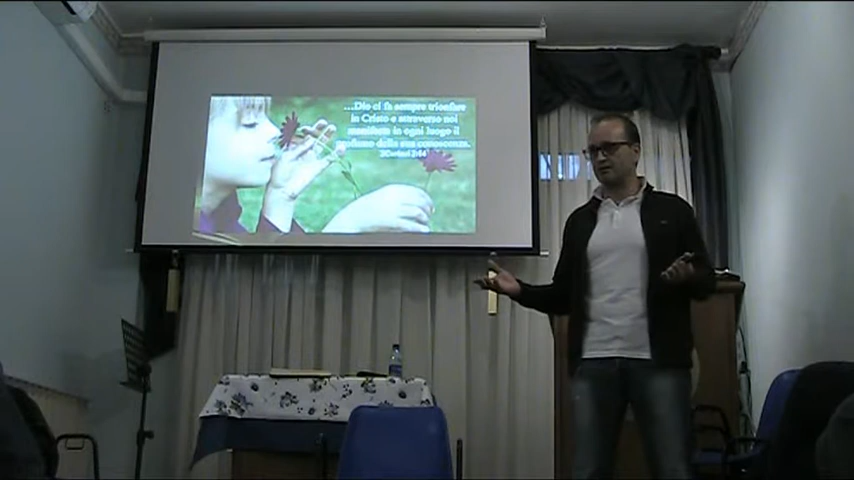 ...Dio ci fa sempre trionfare
in Cristo e attraverso noi
manifesta in ogni luogo il
profumo della sua conoscenza.
2Corinzi 2:14